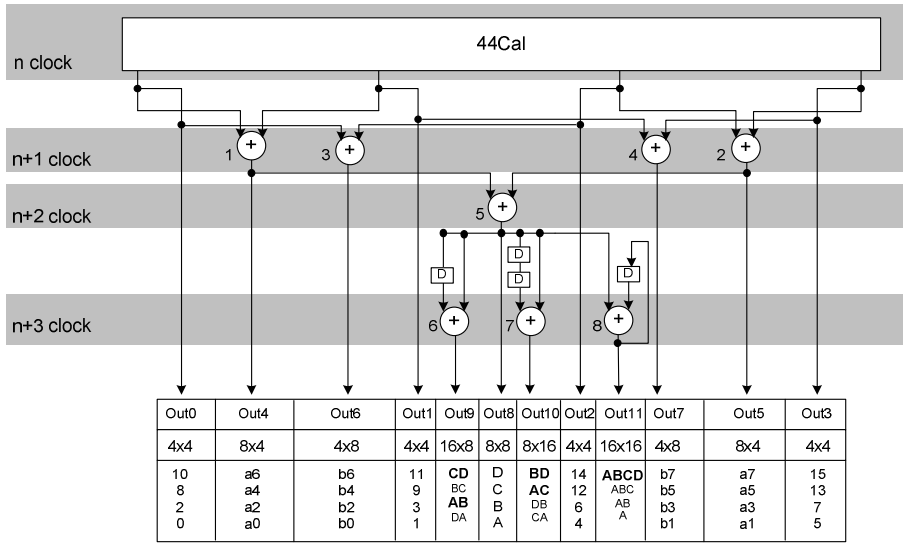 44Cal
n clock
n+1 clock
1 + 3 + 4 + 2 +
n+2 clock
5 +
D D D D
n+3 clock
6 + 7 + 8 +
Out0 Out4 Out6 Out1 Out9 Out8 Out10 Out2 Out11 Out7 Out5 Out3
4x4 8x4 4x8 4x4 16x8 8x8 8x16 4x4 16x16 4x8 8x4 4x4
10 a6 b6 11 CD D BD 14 ABCD b7 a7 15
8 a4 b4 9 BC C AC 12 ABC b5 a5 13
2 a2 b2 3 AB B DB 6 AB b3 a3 7
0 a0 b0 1 DA A CA 4 A b1 a1 5